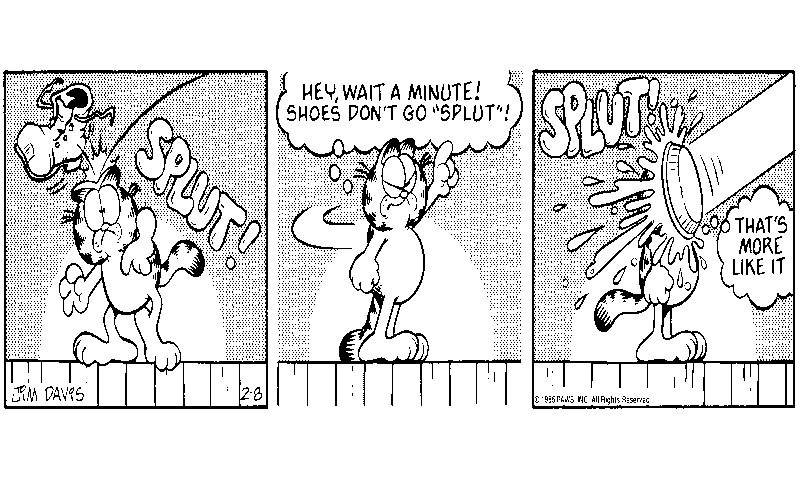 SPLUT!
JIM DAVIS
2-8
HEY, WAIT A MINUTE!
SHOES DON'T GO "SPLUT"!
SPLUT!
THAT'S
MORE
LIKE IT
© 1985 PAWS, INC. All Rights Reserved